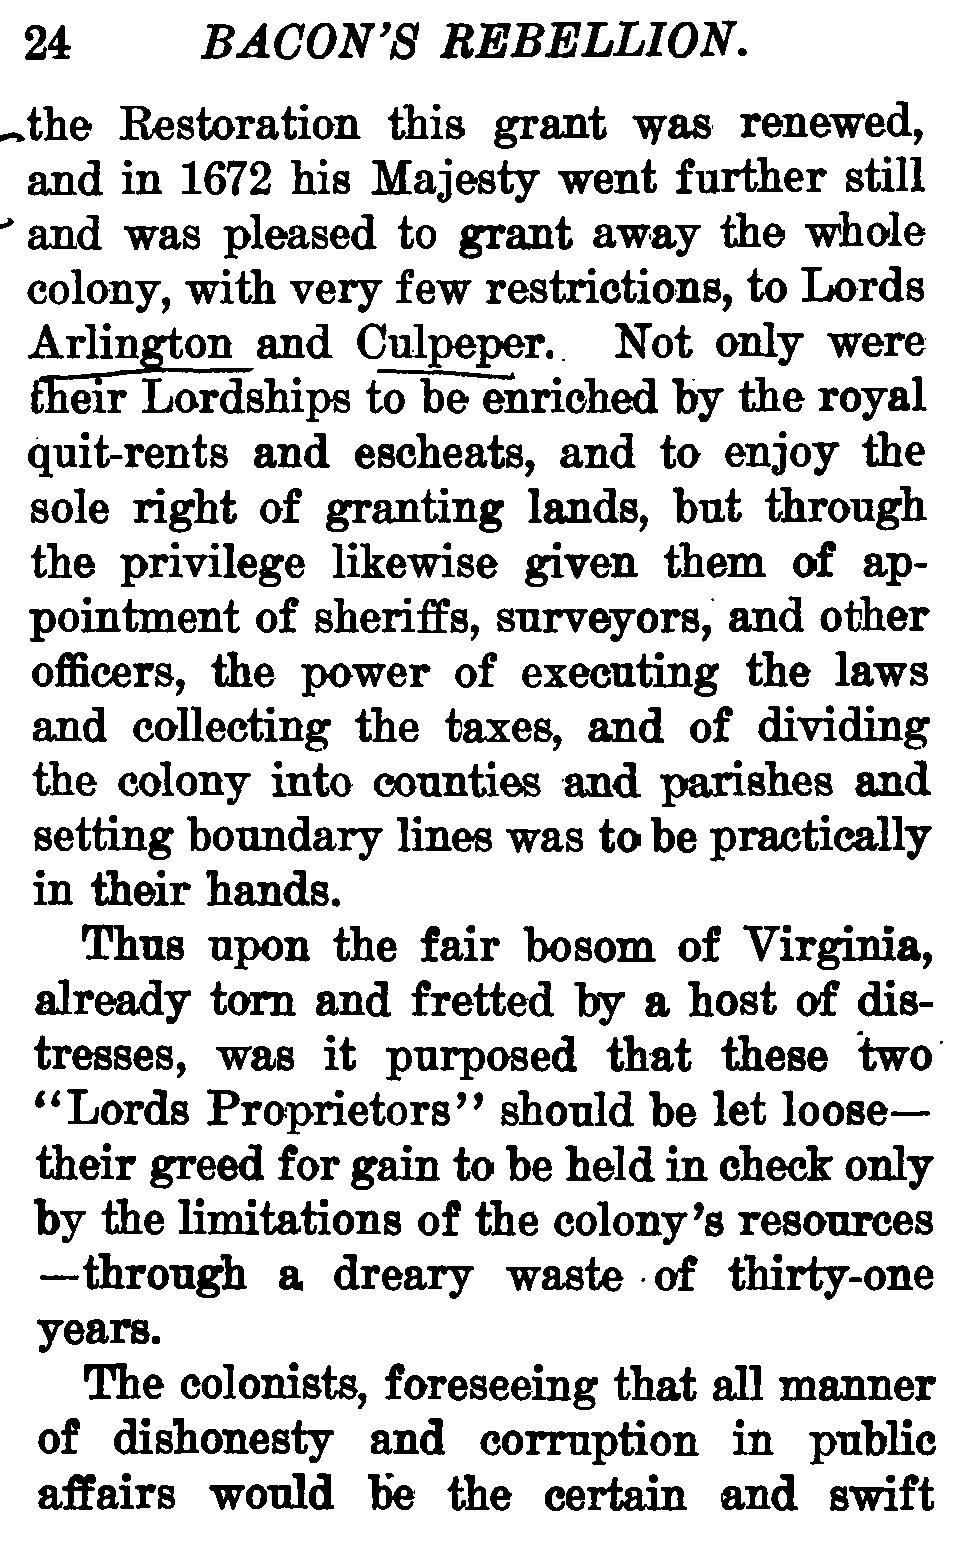 24 BACON'S REBELLION.
the Restoration this grant was renewed,
and in 1672 his Majesty went further still
and was pleased to grant away the whole
colony, with very few restrictions, to Lords
Arlington and Culpeper. Not only were
their Lordships to be enriched by the royal
quit-rents and escheats, and to enjoy the
sole right of granting lands, but through
the privilege likewise given them of ap-
pointment of sheriffs, surveyors, and other
officers, the power of executing the laws
and collecting the taxes, and of dividing
the colony into counties and parishes and
setting boundary lines was to be practically
in their hands.
Thus upon the fair bosom of Virginia,
already torn and fretted by a host of dis-
tresses, was it purposed that these two
“Lords Proprietors” should be let loose—
their greed for gain to be held in check only
by the limitations of the colony's resources
—through a dreary waste of thirty-one
years.
The colonists, foreseeing that all manner
of dishonesty and corruption in public
affairs would be the certain and swift